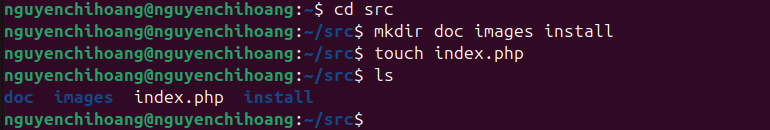 nguyenchihoang@nguyenchihoang:~$ cd src
nguyenchihoang@nguyenchihoang:~/src$ mkdir doc images install
nguyenchihoang@nguyenchihoang:~/src$ touch index.php
nguyenchihoang@nguyenchihoang:~/src$ ls
doc  images  index.php  install
nguyenchihoang@nguyenchihoang:~/src$